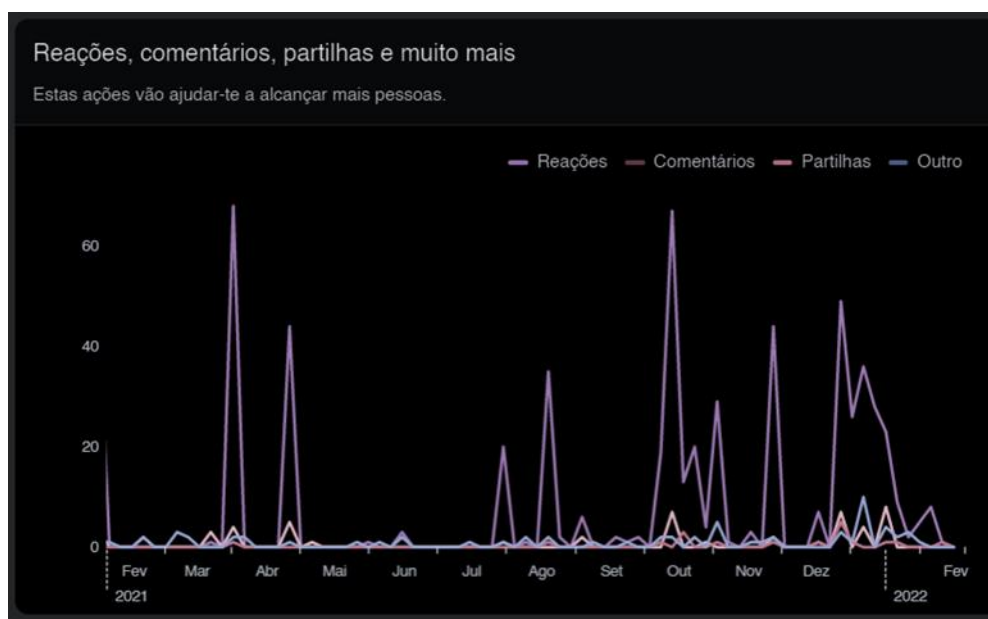 Reações, comentários, partilhas e muito mais
Estas ações vão ajudar-te a alcançar mais pessoas.
Reações Comentários Partilhas Outro
60
40
20
0
Fev Mar Abr Mai Jun Jul Ago Set Out Nov Dez Fev
2021 2022